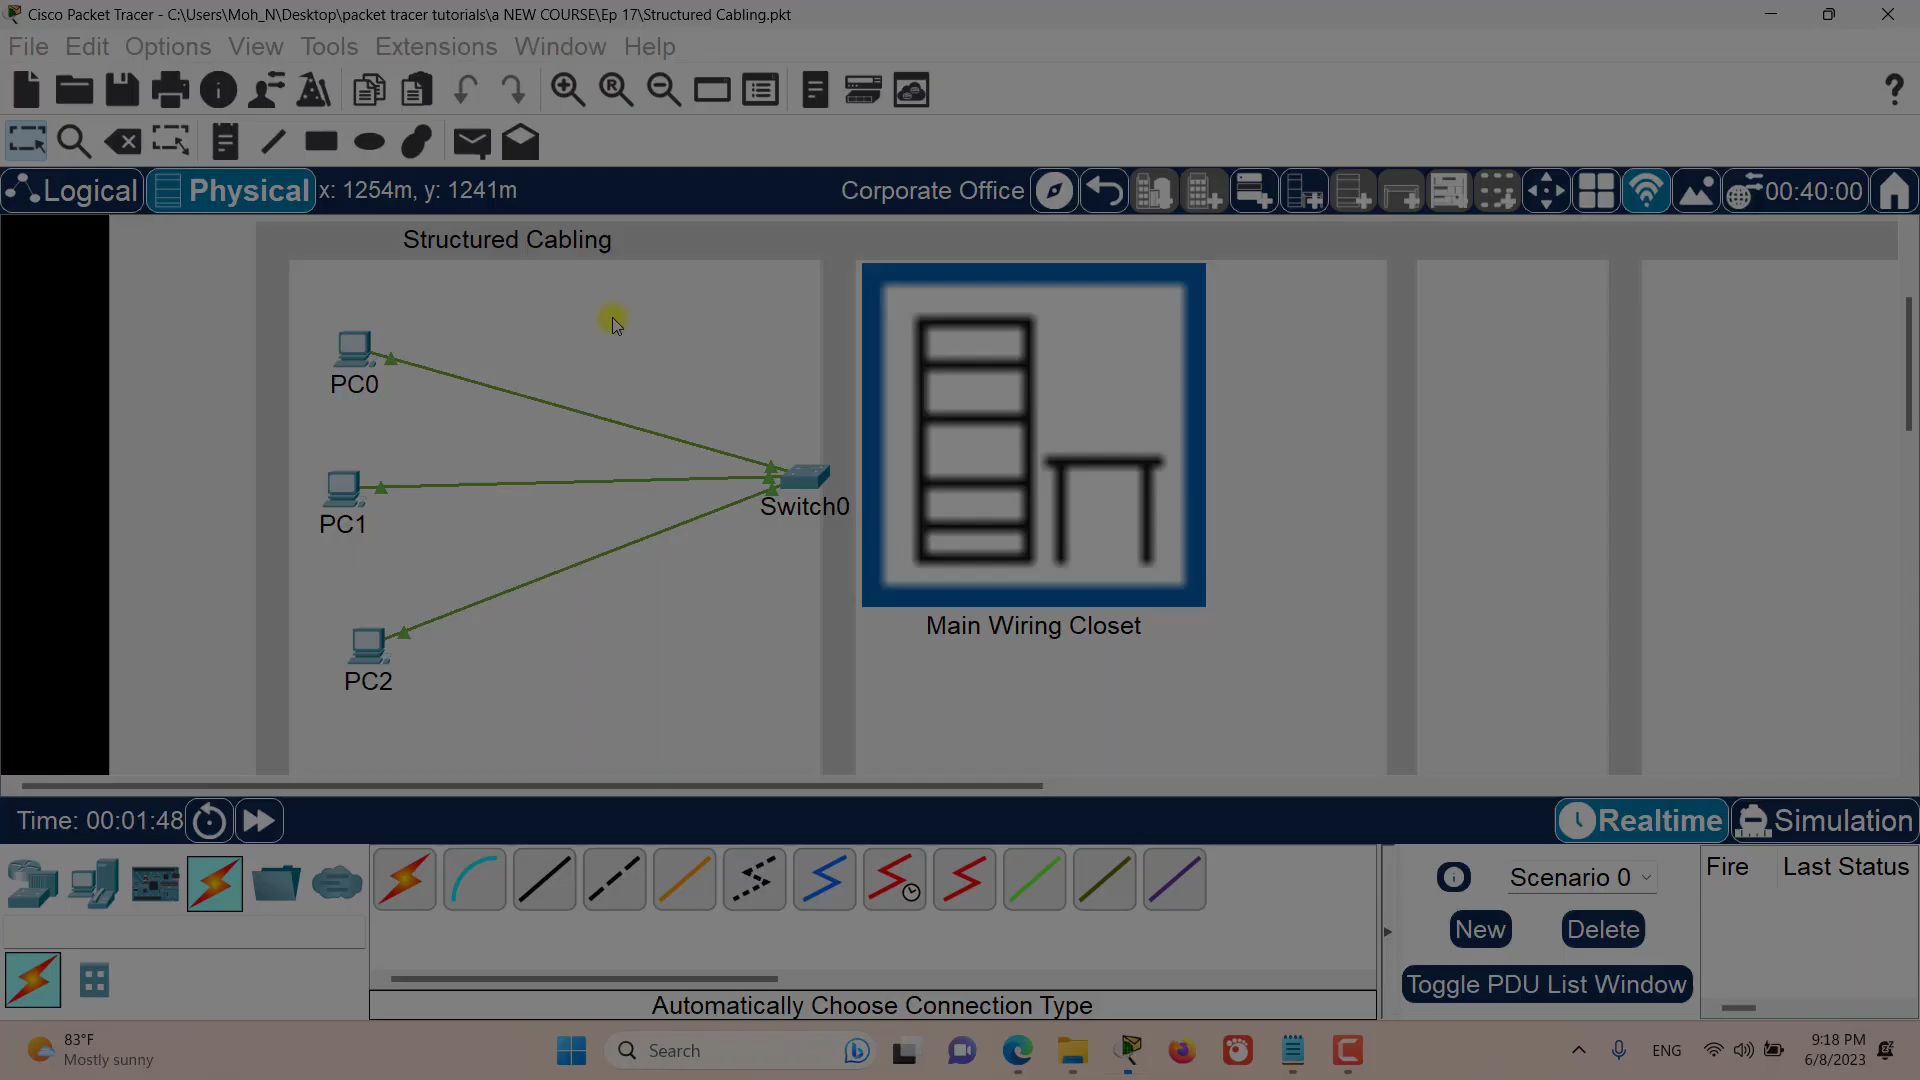 Cisco Packet Tracer - C:\Users\Moh_N\Desktop\packet tracer tutorials\a NEW COURSE\Ep 17\Structured Cabling.pkt
File Edit Options View Tools Extensions Window Help
Logical Physical x: 1254m, y: 1241m Corporate Office 00:40:00
Structured Cabling
PC0
PC1
Switch0
PC2
Main Wiring Closet
Time: 00:01:48 Realtime Simulation
Scenario 0 Fire Last Status
New Delete
Toggle PDU List Window
Automatically Choose Connection Type
83°F
Mostly sunny
Search
ENG
9:18 PM
6/8/2023